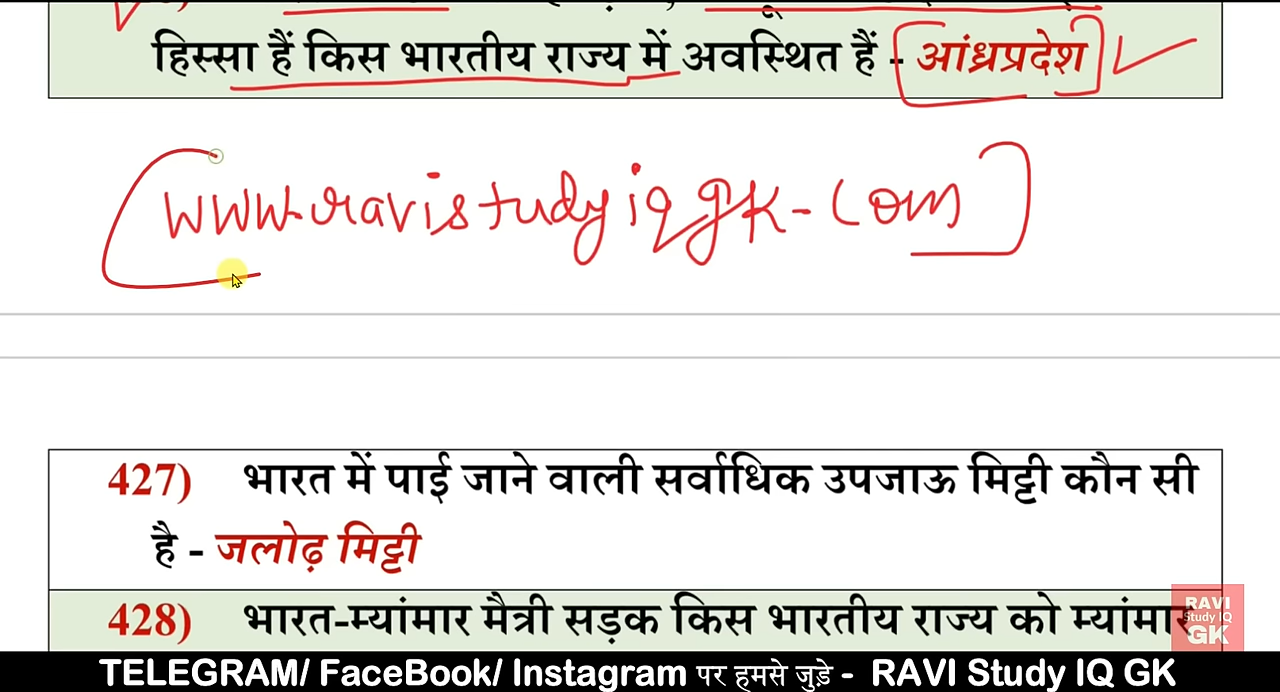 हिस्सा हैं किस भारतीय राज्य में अवस्थित हैं - आंध्रप्रदेश
www.ravistudyiqgk.com
427) भारत में पाई जाने वाली सर्वाधिक उपजाऊ मिट्टी कौन सी
है - जलोढ़ मिट्टी
428) भारत-म्यांमार मैत्री सड़क किस भारतीय राज्य को म्यांमार
RAVI
Study IQ
GK
TELEGRAM/ FaceBook/ Instagram पर हमसे जुड़े - RAVI Study IQ GK